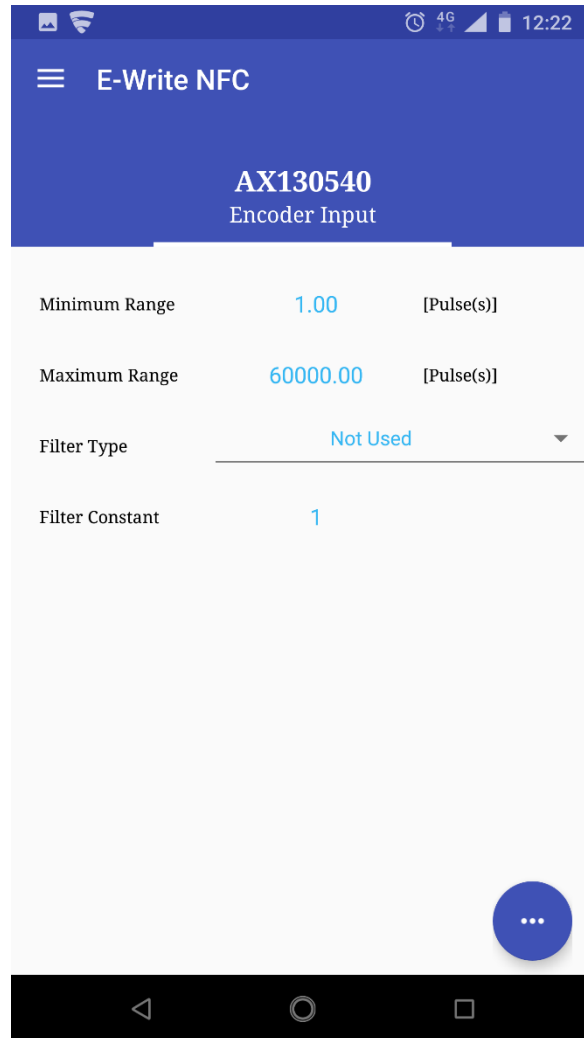 4G 12:22
E-Write NFC
AX130540
Encoder Input
Minimum Range 1.00 [Pulse(s)]
Maximum Range 60000.00 [Pulse(s)]
Filter Type Not Used
Filter Constant 1